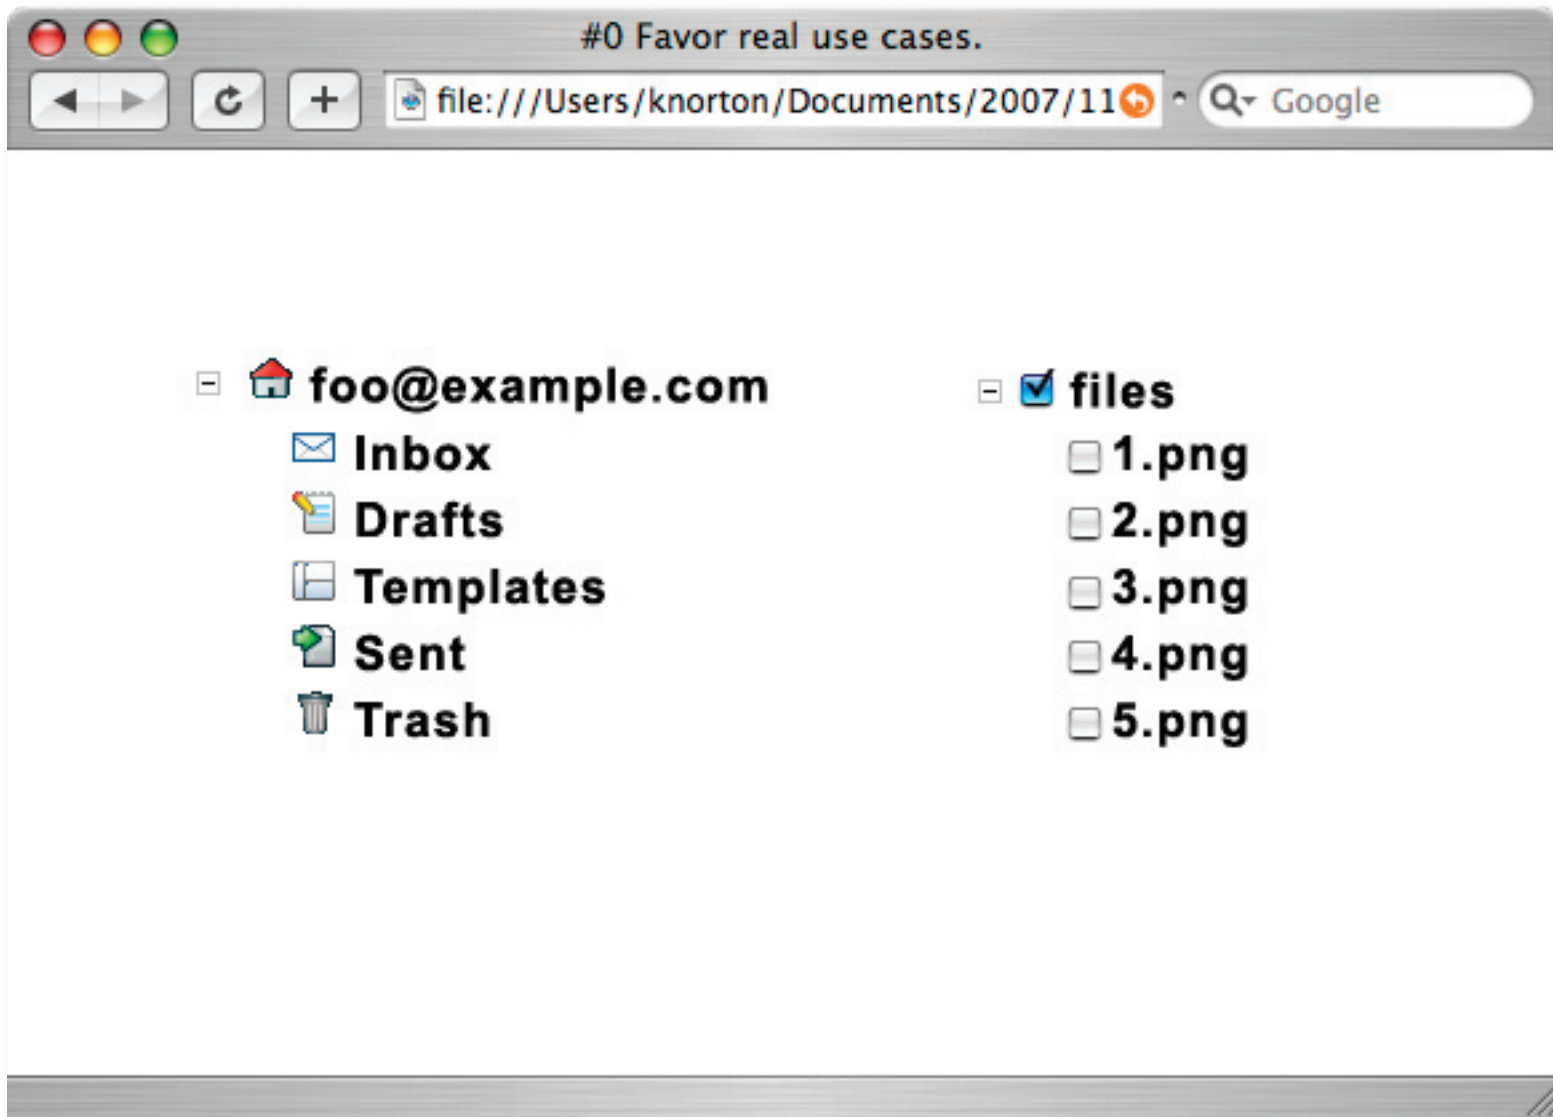 #0 Favor real use cases.
file:///Users/knorton/Documents/2007/11
Google
foo@example.com
Inbox
Drafts
Templates
Sent
Trash
files
1.png
2.png
3.png
4.png
5.png